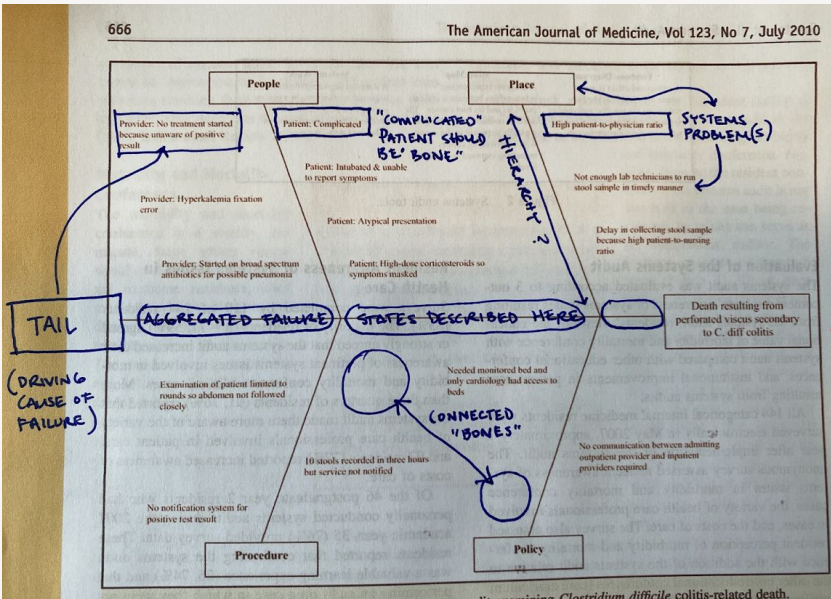 666
The American Journal of Medicine, Vol 123, No 7, July 2010
People
Place
Provider: No treatment started
because unaware of positive
result
Patient: Complicated
"COMPLICATED"
PATIENT SHOULD
BE "BONE"
High patient-to-physician ratio
SYSTEMS
PROBLEM(S)
HIERARCHY?
Patient: Intubated & unable
to report symptoms
Not enough lab technicians to run
stool sample in timely manner
Provider: Hyperkalemia fixation
error
Patient: Atypical presentation
Delay in collecting stool sample
because high patient-to-nursing
ratio
Provider: Started on broad spectrum
antibiotics for possible pneumonia
Patient: High-dose corticosteroids so
symptoms masked
TAIL
AGGREGATED FAILURE
STATES DESCRIBED HERE
Death resulting from
perforated viscus secondary
to C. diff colitis
(DRIVING
CAUSE OF
FAILURE)
Examination of patient limited to
rounds so abdomen not followed
closely
Needed monitored bed and
only cardiology had access to
beds
CONNECTED
"BONES"
10 stools recorded in three hours
but service not notified
No communication between admitting
outpatient provider and inpatient
providers required
No notification system for
positive test result
Procedure
Policy
Clostridium difficile colitis-related death.